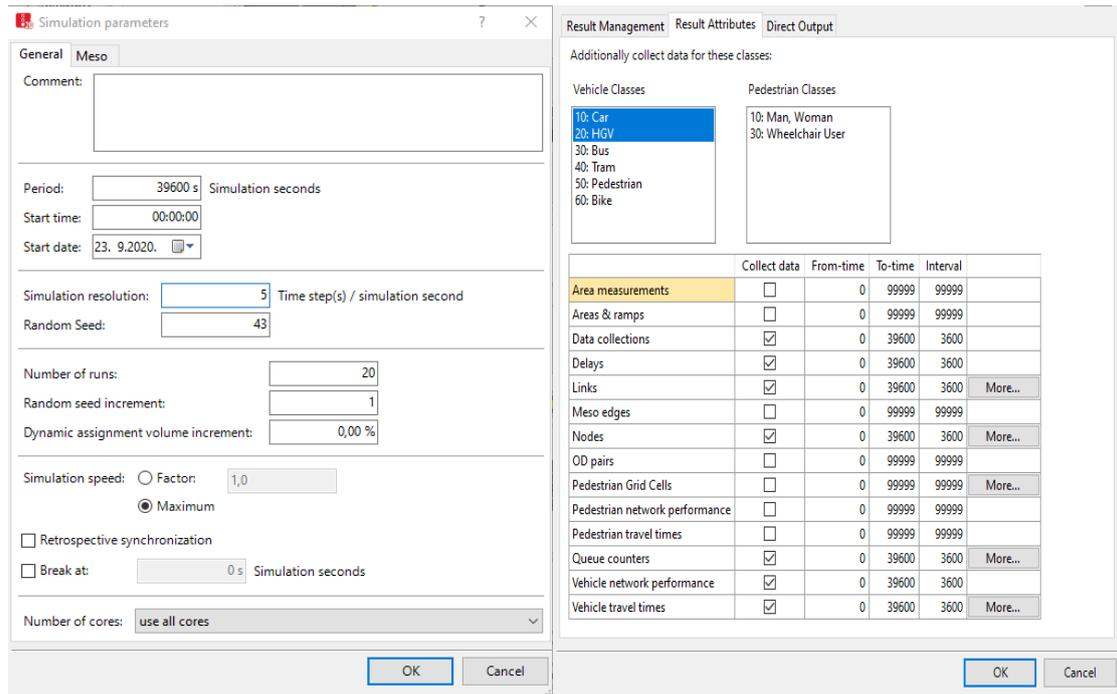 Simulation parameters ? ×
General Meso
Comment:
Period: 39600 s Simulation seconds
Start time: 00:00:00
Start date: 23. 9.2020.
Simulation resolution: 5 Time step(s) / simulation second
Random Seed: 43
Number of runs: 20
Random seed increment: 1
Dynamic assignment volume increment: 0,00 %
Simulation speed: Factor: 1,0
Maximum
Retrospective synchronization
Break at: 0 s Simulation seconds
Number of cores: use all cores
OK Cancel
Result Management Result Attributes Direct Output
Additionally collect data for these classes:
Vehicle Classes Pedestrian Classes
10: Car 10: Man, Woman
20: HGV 30: Wheelchair User
30: Bus
40: Tram
50: Pedestrian
60: Bike
Collect data From-time To-time Interval
Area measurements 0 99999 99999
Areas & ramps 0 99999 99999
Data collections 0 39600 3600
Delays 0 39600 3600
Links 0 39600 3600 More...
Meso edges 0 99999 99999
Nodes 0 39600 3600 More...
OD pairs 0 99999 99999
Pedestrian Grid Cells 0 99999 99999 More...
Pedestrian network performance 0 99999 99999
Pedestrian travel times 0 99999 99999
Queue counters 0 39600 3600 More...
Vehicle network performance 0 39600 3600
Vehicle travel times 0 39600 3600 More...
OK Cancel